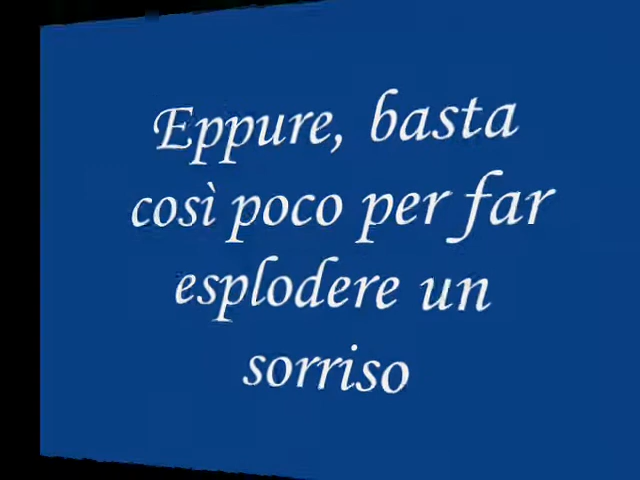 Eppure, basta
così poco per far
esplodere un
sorriso